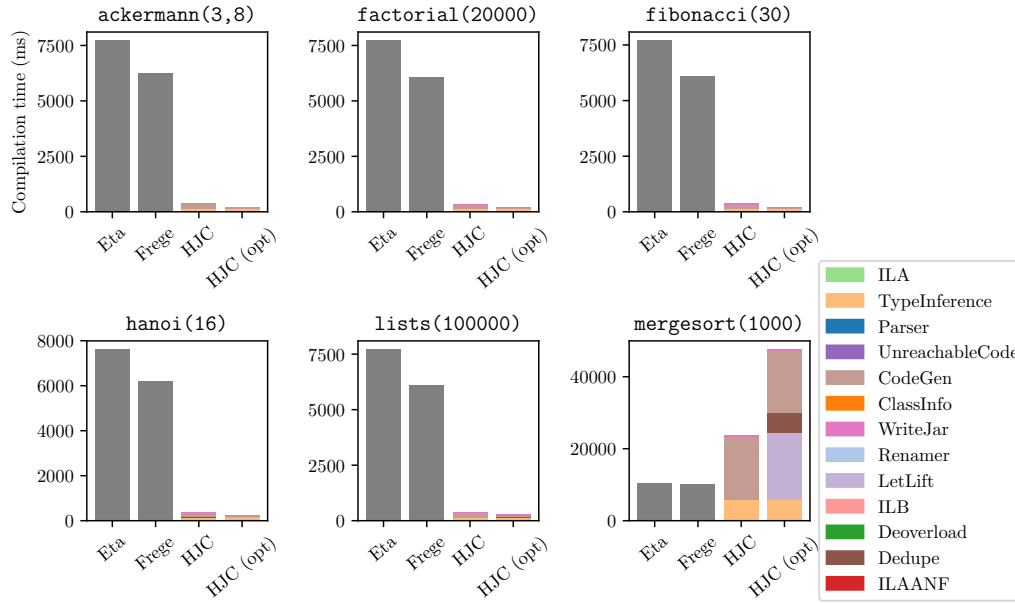 ackermann(3,8)
factorial(20000)
fibonacci(30)
Compilation time (ms)
7500
5000
2500
0
Eta
Frege
HJC
HJC (opt)
7500
5000
2500
0
Eta
Frege
HJC
HJC (opt)
7500
5000
2500
0
Eta
Frege
HJC
HJC (opt)
hanoi(16)
lists(100000)
mergesort(1000)
8000
6000
4000
2000
0
Eta
Frege
HJC
HJC (opt)
7500
5000
2500
0
Eta
Frege
HJC
HJC (opt)
40000
20000
0
Eta
Frege
HJC
HJC (opt)
ILA
TypeInference
Parser
UnreachableCode
CodeGen
ClassInfo
WriteJar
Renamer
LetLift
ILB
Deoverload
Dedupe
ILAANF